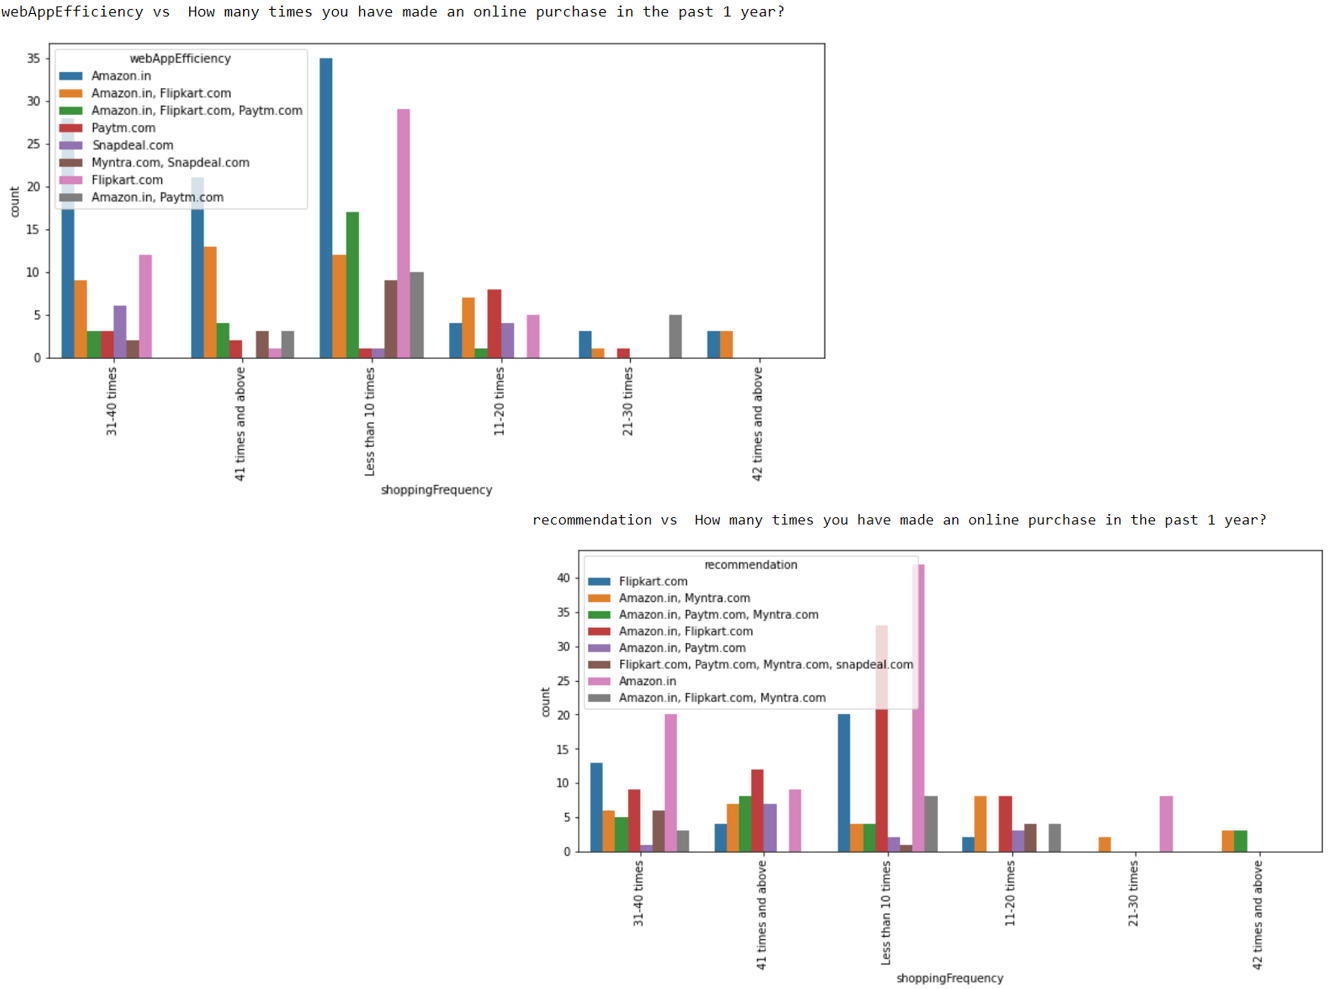 webAppEfficiency vs  How many times you have made an online purchase in the past 1 year?
webAppEfficiency
Amazon.in
Amazon.in, Flipkart.com
Amazon.in, Flipkart.com, Paytm.com
Paytm.com
Snapdeal.com
Myntra.com, Snapdeal.com
Flipkart.com
Amazon.in, Paytm.com
35
30
25
20
15
10
5
0
count
31-40 times
41 times and above
Less than 10 times
11-20 times
21-30 times
42 times and above
shoppingFrequency
recommendation vs  How many times you have made an online purchase in the past 1 year?
recommendation
Flipkart.com
Amazon.in, Myntra.com
Amazon.in, Paytm.com, Myntra.com
Amazon.in, Flipkart.com
Amazon.in, Paytm.com
Flipkart.com, Paytm.com, Myntra.com, snapdeal.com
Amazon.in
Amazon.in, Flipkart.com, Myntra.com
40
35
30
25
20
15
10
5
0
count
31-40 times
41 times and above
Less than 10 times
11-20 times
21-30 times
42 times and above
shoppingFrequency